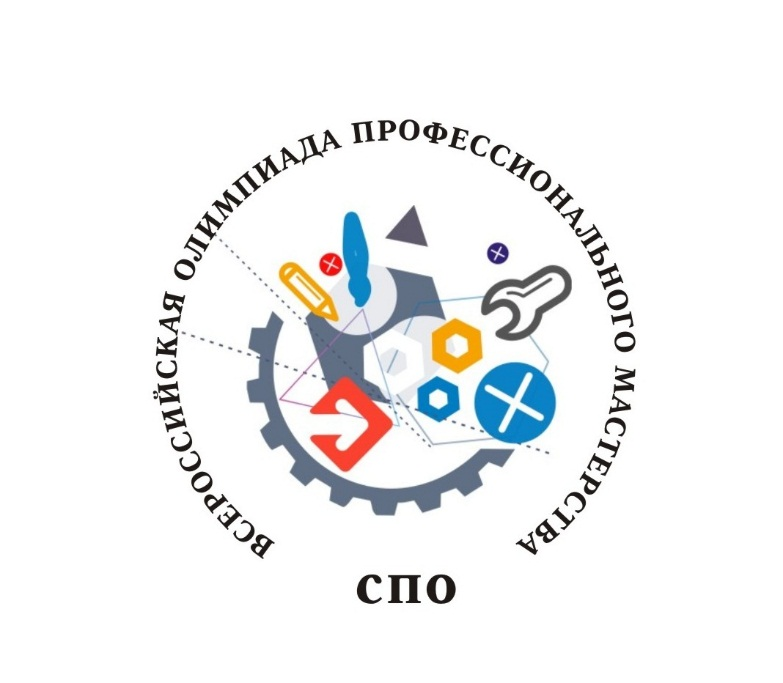 ВСЕРОССИЙСКАЯ ОЛИМПИАДА ПРОФЕССИОНАЛЬНОГО МАСТЕРСТВА
СПО